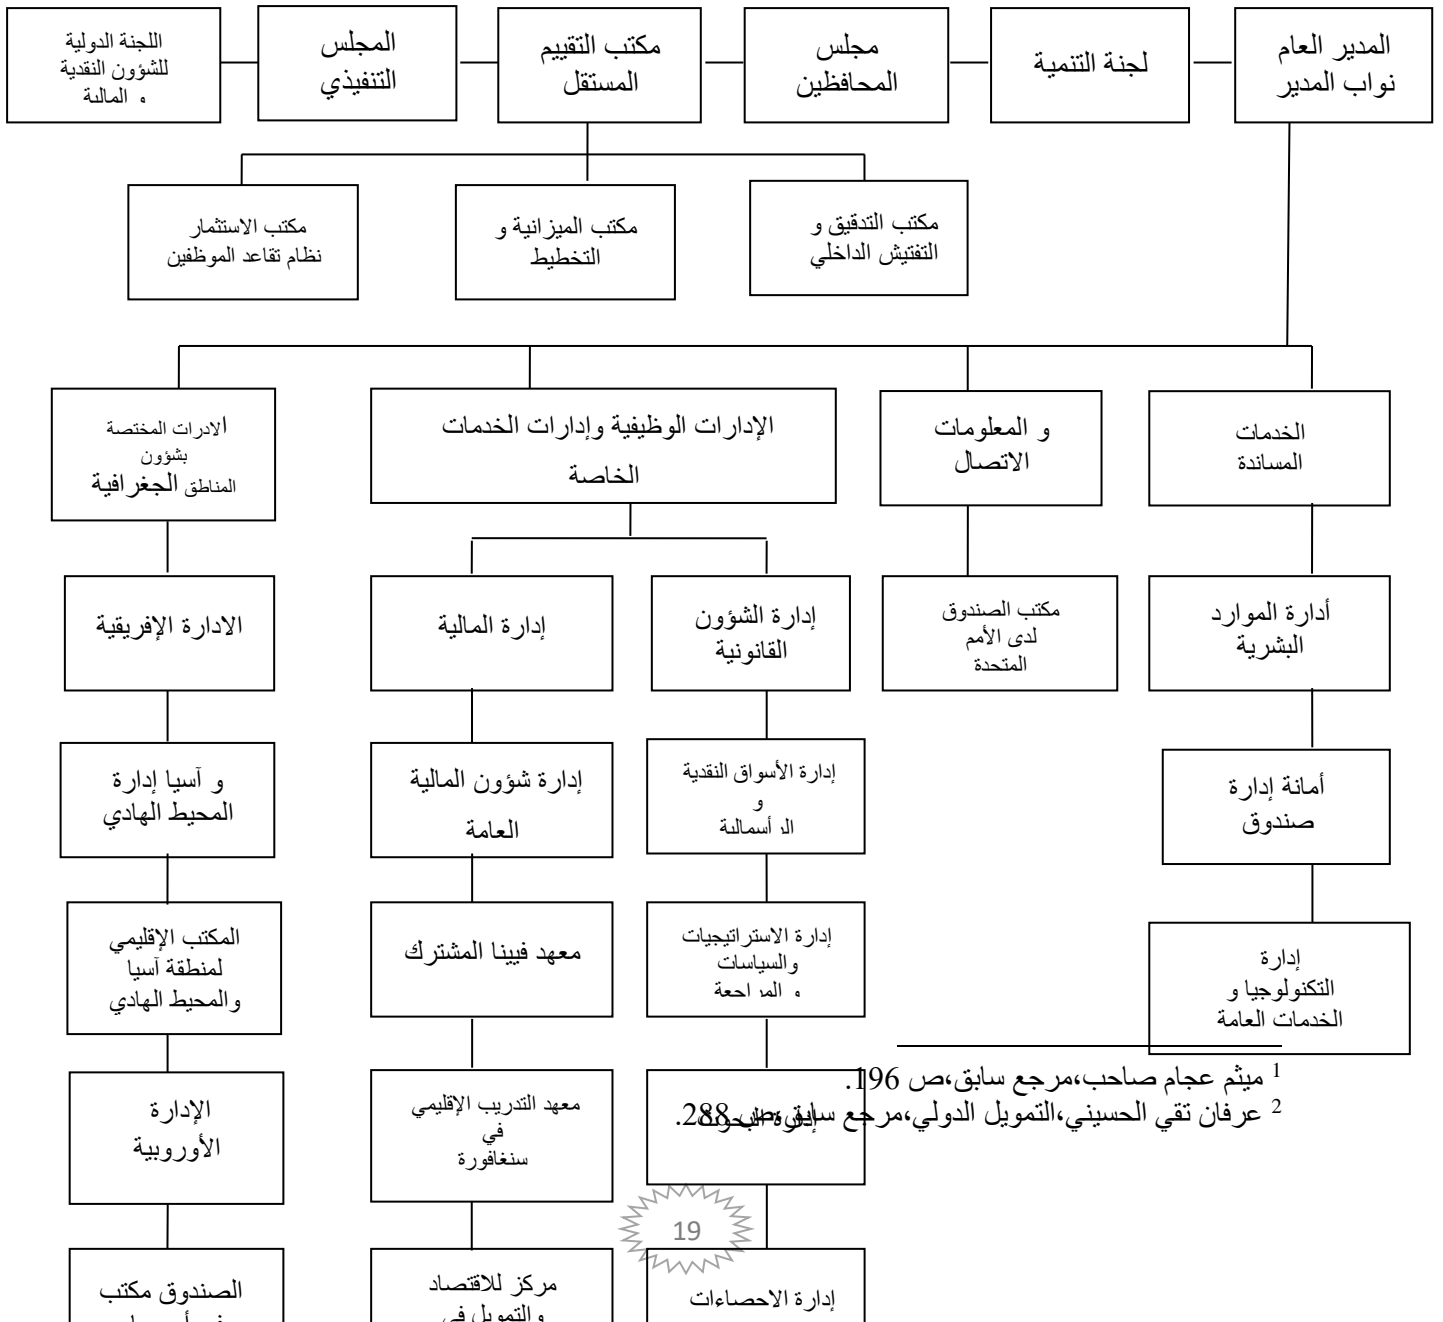 المدير العام
نواب المدير
لجنة التنمية
مجلس
المحافظين
مكتب التقييم
المستقل
المجلس
التنفيذي
اللجنة الدولية
للشؤون النقدية
و المالية
مكتب التدقيق و
التفتيش الداخلي
مكتب الميزانية و
التخطيط
مكتب الاستثمار
نظام تقاعد الموظفين
الخدمات
المساندة
و المعلومات
الاتصال
الإدارات الوظيفية وإدارات الخدمات
الخاصة
الادرات المختصة
بشؤون
المناطق الجغرافية
أدارة الموارد
البشرية
مكتب الصندوق
لدى الأمم
المتحدة
إدارة الشؤون
القانونية
إدارة المالية
الادارة الإفريقية
أمانة إدارة
صندوق
إدارة الأسواق النقدية
و
الرأسمالية
إدارة شؤون المالية
العامة
و آسيا إدارة
المحيط الهادي
إدارة
التكنولوجيا و
الخدمات العامة
إدارة الاستراتيجيات
والسياسات
و المراجعة
معهد فيينا المشترك
المكتب الإقليمي
لمنطقة آسيا
والمحيط الهادي
إدارة البحوث
معهد التدريب الإقليمي
في
سنغافورة
الإدارة
الأوروبية
إدارة الاحصاءات
مركز للاقتصاد
والتمويل في
الصندوق مكتب
1 ميثم عجام صاحب،مرجع سابق،ص 196.
2 عرفان تقي الحسيني،التمويل الدولي،مرجع سابق،ص 288.
19